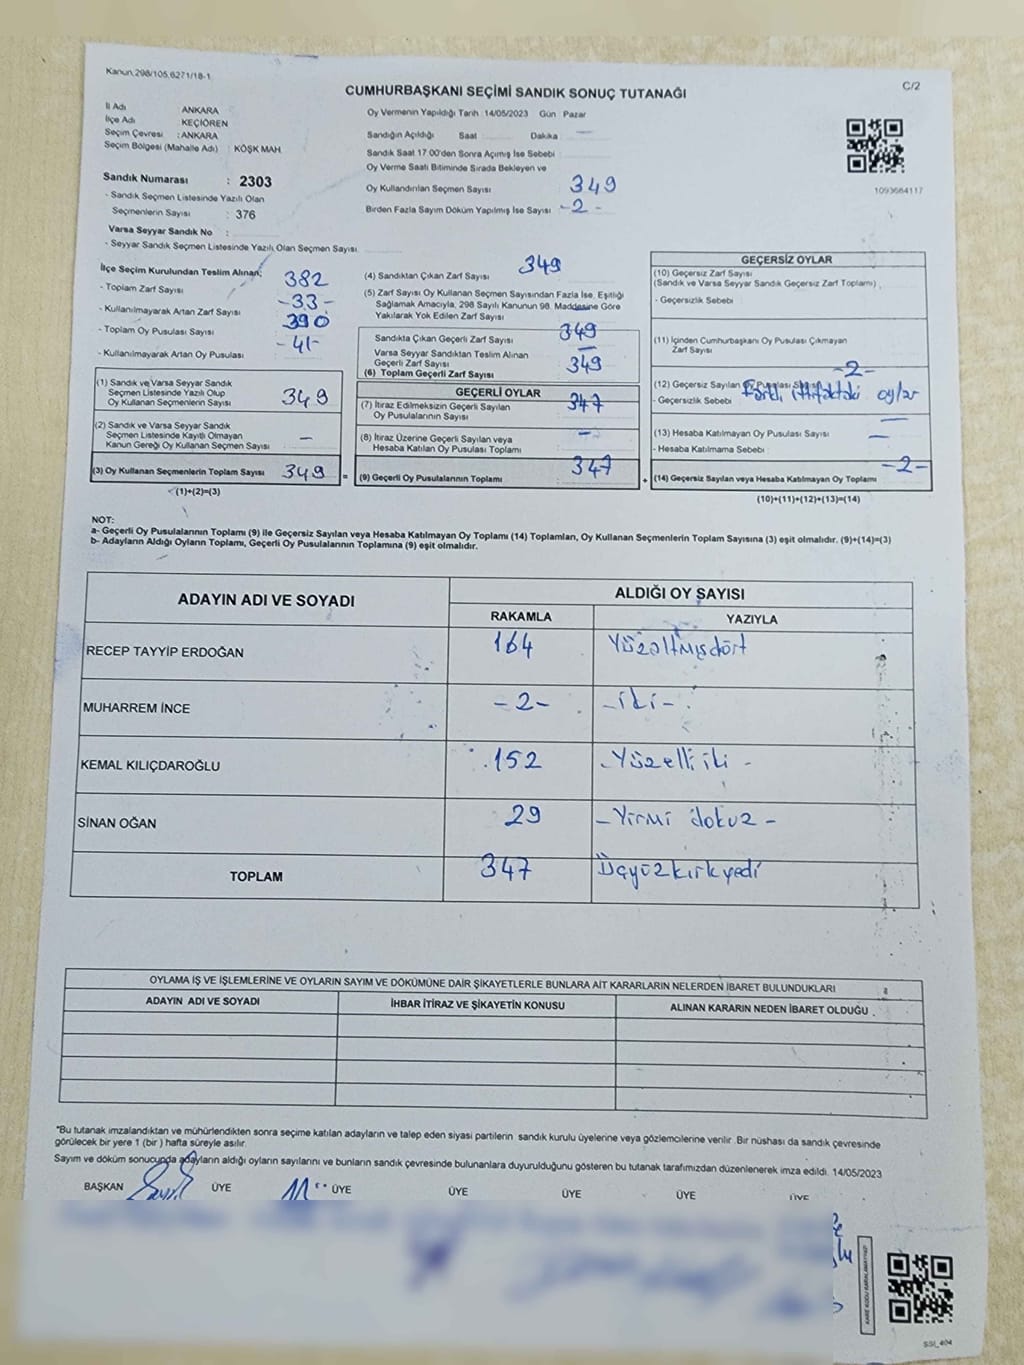 Kanun.298/105,6271/18-1
C/2
CUMHURBAŞKANI SEÇİMİ SANDIK SONUÇ TUTANAĞI
İl Adı ANKARA
İlçe Adı : KEÇİÖREN
Seçim Çevresi : ANKARA
Seçim Bölgesi (Mahalle Adı) : KÖŞK MAH.
Sandık Numarası : 2303
- Sandık Seçmen Listesinde Yazılı Olan
Seçmenlerin Sayısı : 376
Varsa Seyyar Sandık No :
- Seyyar Sandık Seçmen Listesinde Yazılı Olan Seçmen Sayısı
Oy Vermenin Yapıldığı Tarih 14/05/2023 Gün Pazar
Sandığın Açıldığı Saat Dakika —
Sandık Saat 17.00'den Sonra Açımış İse Sebebi
Oy Verme Saati Bitiminde Sırada Bekleyen ve
Oy Kullandırılan Seçmen Sayısı 349
Birden Fazla Sayım Döküm Yapılmış İse Sayısı -2-
1093664117
İlçe Seçim Kurulundan Teslim Alınan;
- Toplam Zarf Sayısı 382
- Kullanılmayarak Artan Zarf Sayısı -33-
- Toplam Oy Pusulası Sayısı 390
- Kullanılmayarak Artan Oy Pusulası -41-
(1) Sandık ve Varsa Seyyar Sandık
Seçmen Listesinde Yazılı Olup
Oy Kullanan Seçmenlerin Sayısı 349
(2) Sandık ve Varsa Seyyar Sandık
Seçmen Listesinde Kayıtlı Olmayan
Kanun Gereği Oy Kullanan Seçmen Sayısı —
(3) Oy Kullanan Seçmenlerin Toplam Sayısı 349 =
(1)+(2)=(3)
(4) Sandıktan Çıkan Zarf Sayısı 349
(5) Zarf Sayısı Oy Kullanan Seçmen Sayısından Fazla İse, Eşitliği
Sağlamak Amacıyla, 298 Sayılı Kanunun 98. Maddesine Göre
Yakılarak Yok Edilen Zarf Sayısı
Sandıkta Çıkan Geçerli Zarf Sayısı 349
Varsa Seyyar Sandıktan Teslim Alınan
Geçerli Zarf Sayısı —
(6) Toplam Geçerli Zarf Sayısı 349
GEÇERLİ OYLAR
(7) İtiraz Edilmeksizin Geçerli Sayılan
Oy Pusulalarının Sayısı 347
(8) İtiraz Üzerine Geçerli Sayılan veya
Hesaba Katılan Oy Pusulası Toplamı —
(9) Geçerli Oy Pusulalarının Toplamı 347 +
GEÇERSİZ OYLAR
(10) Geçersiz Zarf Sayısı
(Sandık ve Varsa Seyyar Sandık Geçersiz Zarf Toplamı)
- Geçersizlik Sebebi
(11) İçinden Cumhurbaşkanı Oy Pusulası Çıkmayan
Zarf Sayısı
-2-
(12) Geçersiz Sayılan Oy Pusulası Sayısı
- Geçersizlik Sebebi Farklı ittifaktaki oylar
(13) Hesaba Katılmayan Oy Pusulası Sayısı —
- Hesaba Katılmama Sebebi —
(14) Geçersiz Sayılan veya Hesaba Katılmayan Oy Toplamı -2-
(10)+(11)+(12)+(13)=(14)
NOT:
a- Geçerli Oy Pusulalarının Toplamı (9) ile Geçersiz Sayılan veya Hesaba Katılmayan Oy Toplamı (14) Toplamları, Oy Kullanan Seçmenlerin Toplam Sayısına (3) eşit olmalıdır. (9)+(14)=(3)
b- Adayların Aldığı Oyların Toplamı, Geçerli Oy Pusulalarının Toplamına (9) eşit olmalıdır.
ADAYIN ADI VE SOYADI
ALDIĞI OY SAYISI
RAKAMLA YAZIYLA
RECEP TAYYİP ERDOĞAN 164 Yüzaltmışdört
MUHARREM İNCE -2- -iki-
KEMAL KILIÇDAROĞLU 152 -Yüzelli iki-
SİNAN OĞAN 29 -Yirmi dokuz-
TOPLAM 347 Üçyüzkırkyedi
OYLAMA İŞ VE İŞLEMLERİNE VE OYLARIN SAYIM VE DÖKÜMÜNE DAİR ŞİKAYETLERLE BUNLARA AİT KARARLARIN NELERDEN İBARET BULUNDUKLARI
ADAYIN ADI VE SOYADI İHBAR İTİRAZ VE ŞİKAYETİN KONUSU ALINAN KARARIN NEDEN İBARET OLDUĞU
*Bu tutanak imzalandıktan ve mühürlendikten sonra seçime katılan adayların ve talep eden siyasi partilerin sandık kurulu üyelerine veya gözlemcilerine verilir. Bir nüshası da sandık çevresinde
görülecek bir yere 1 (bir) hafta süreyle asılır.
Sayım ve döküm sonucunda adayların aldığı oyların sayılarını ve bunların sandık çevresinde bulunanlara duyurulduğunu gösteren bu tutanak tarafımızdan düzenlenerek imza edildi. 14/05/2023
BAŞKAN ÜYE ÜYE ÜYE ÜYE ÜYE ÜYE
SSI_404